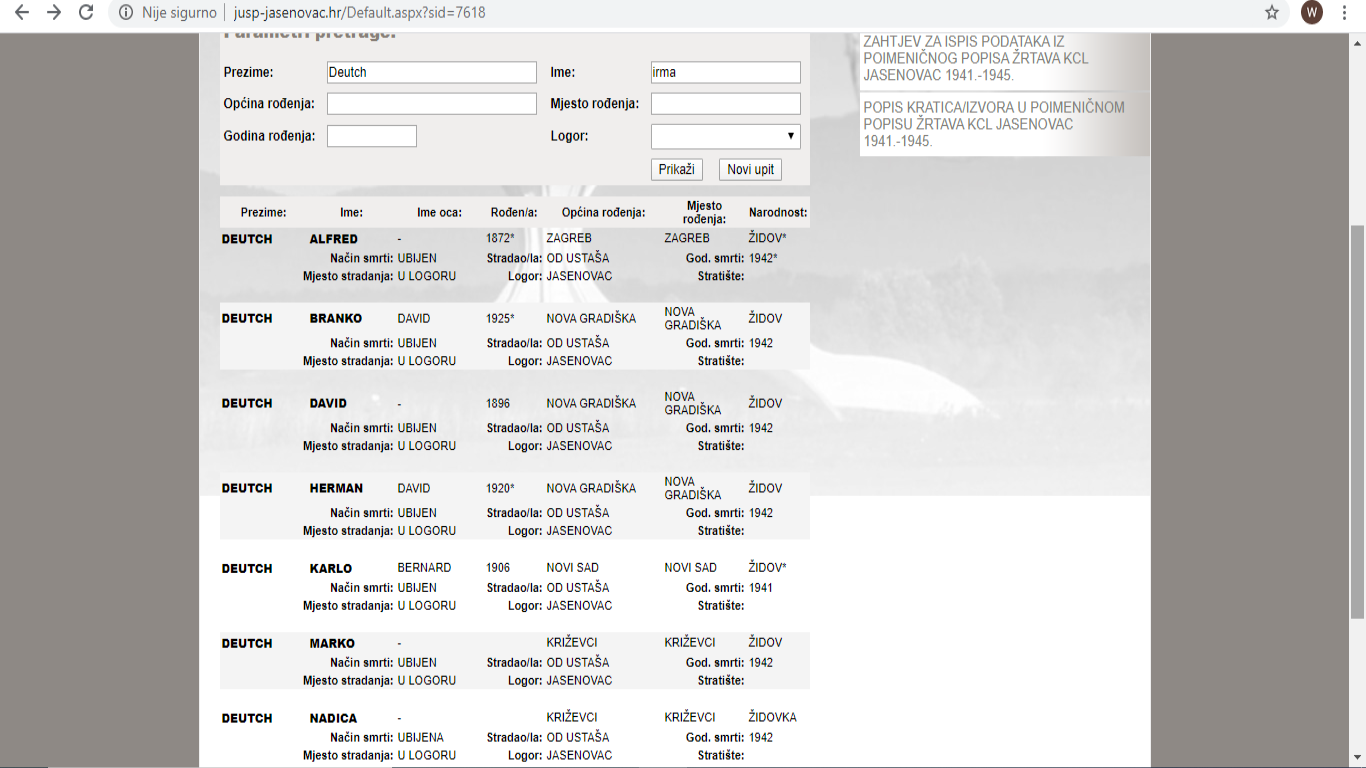 Nije sigurno | jusp-jasenovac.hr/Default.aspx?sid=7618 W
Parametri pretrage:
Prezime: Deutch Ime: irma
Općina rođenja: Mjesto rođenja:
Godina rođenja: Logor:
Prikaži Novi upit
ZAHTJEV ZA ISPIS PODATAKA IZ
POIMENIČNOG POPISA ŽRTAVA KCL
JASENOVAC 1941.-1945.
POPIS KRATICA/IZVORA U POIMENIČNOM
POPISU ŽRTAVA KCL JASENOVAC
1941.-1945.
Prezime: Ime: Ime oca: Rođen/a: Općina rođenja: Mjesto rođenja: Narodnost:
DEUTCH ALFRED - 1872* ZAGREB ZAGREB ŽIDOV*
Način smrti: UBIJEN Stradao/la: OD USTAŠA God. smrti: 1942*
Mjesto stradanja: U LOGORU Logor: JASENOVAC Stratište:
DEUTCH BRANKO DAVID 1925* NOVA GRADIŠKA NOVA GRADIŠKA ŽIDOV
Način smrti: UBIJEN Stradao/la: OD USTAŠA God. smrti: 1942
Mjesto stradanja: U LOGORU Logor: JASENOVAC Stratište:
DEUTCH DAVID - 1896 NOVA GRADIŠKA NOVA GRADIŠKA ŽIDOV
Način smrti: UBIJEN Stradao/la: OD USTAŠA God. smrti: 1942
Mjesto stradanja: U LOGORU Logor: JASENOVAC Stratište:
DEUTCH HERMAN DAVID 1920* NOVA GRADIŠKA NOVA GRADIŠKA ŽIDOV
Način smrti: UBIJEN Stradao/la: OD USTAŠA God. smrti: 1942
Mjesto stradanja: U LOGORU Logor: JASENOVAC Stratište:
DEUTCH KARLO BERNARD 1906 NOVI SAD NOVI SAD ŽIDOV*
Način smrti: UBIJEN Stradao/la: OD USTAŠA God. smrti: 1941
Mjesto stradanja: U LOGORU Logor: JASENOVAC Stratište:
DEUTCH MARKO - KRIŽEVCI KRIŽEVCI ŽIDOV
Način smrti: UBIJEN Stradao/la: OD USTAŠA God. smrti: 1942
Mjesto stradanja: U LOGORU Logor: JASENOVAC Stratište:
DEUTCH NADICA - KRIŽEVCI KRIŽEVCI ŽIDOVKA
Način smrti: UBIJENA Stradao/la: OD USTAŠA God. smrti: 1942
Mjesto stradanja: U LOGORU Logor: JASENOVAC Stratište: